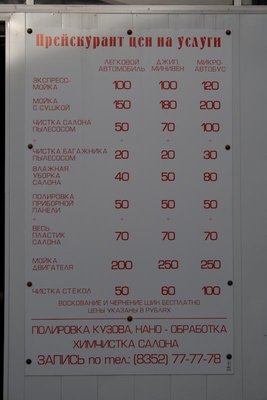 Прейскурант цен на услуги
ЛЕГКОВОЙ АВТОМОБИЛЬ ДЖИП, МИНИВЕН МИКРО-АВТОБУС
ЭКСПРЕСС-
МОЙКА 100 100 120
МОЙКА
С СУШКОЙ 150 180 200
ЧИСТКА САЛОНА
ПЫЛЕСОСОМ 50 70 100
ЧИСТКА БАГАЖНИКА
ПЫЛЕСОСОМ 20 20 30
ВЛАЖНАЯ
УБОРКА
САЛОНА 40 50 80
ПОЛИРОВКА
ПРИБОРНОЙ
ПАНЕЛИ 50 50 50
ВЕСЬ
ПЛАСТИК
САЛОНА 70 70 70
МОЙКА
ДВИГАТЕЛЯ 200 250 250
ЧИСТКА СТЁКОЛ 50 60 100
ВОСКОВАНИЕ И ЧЕРНЕНИЕ ШИН БЕСПЛАТНО
ЦЕНЫ УКАЗАНЫ В РУБЛЯХ
ПОЛИРОВКА КУЗОВА, НАНО - ОБРАБОТКА
ХИМЧИСТКА САЛОНА
ЗАПИСЬ по тел.: (8352) 77-77-78